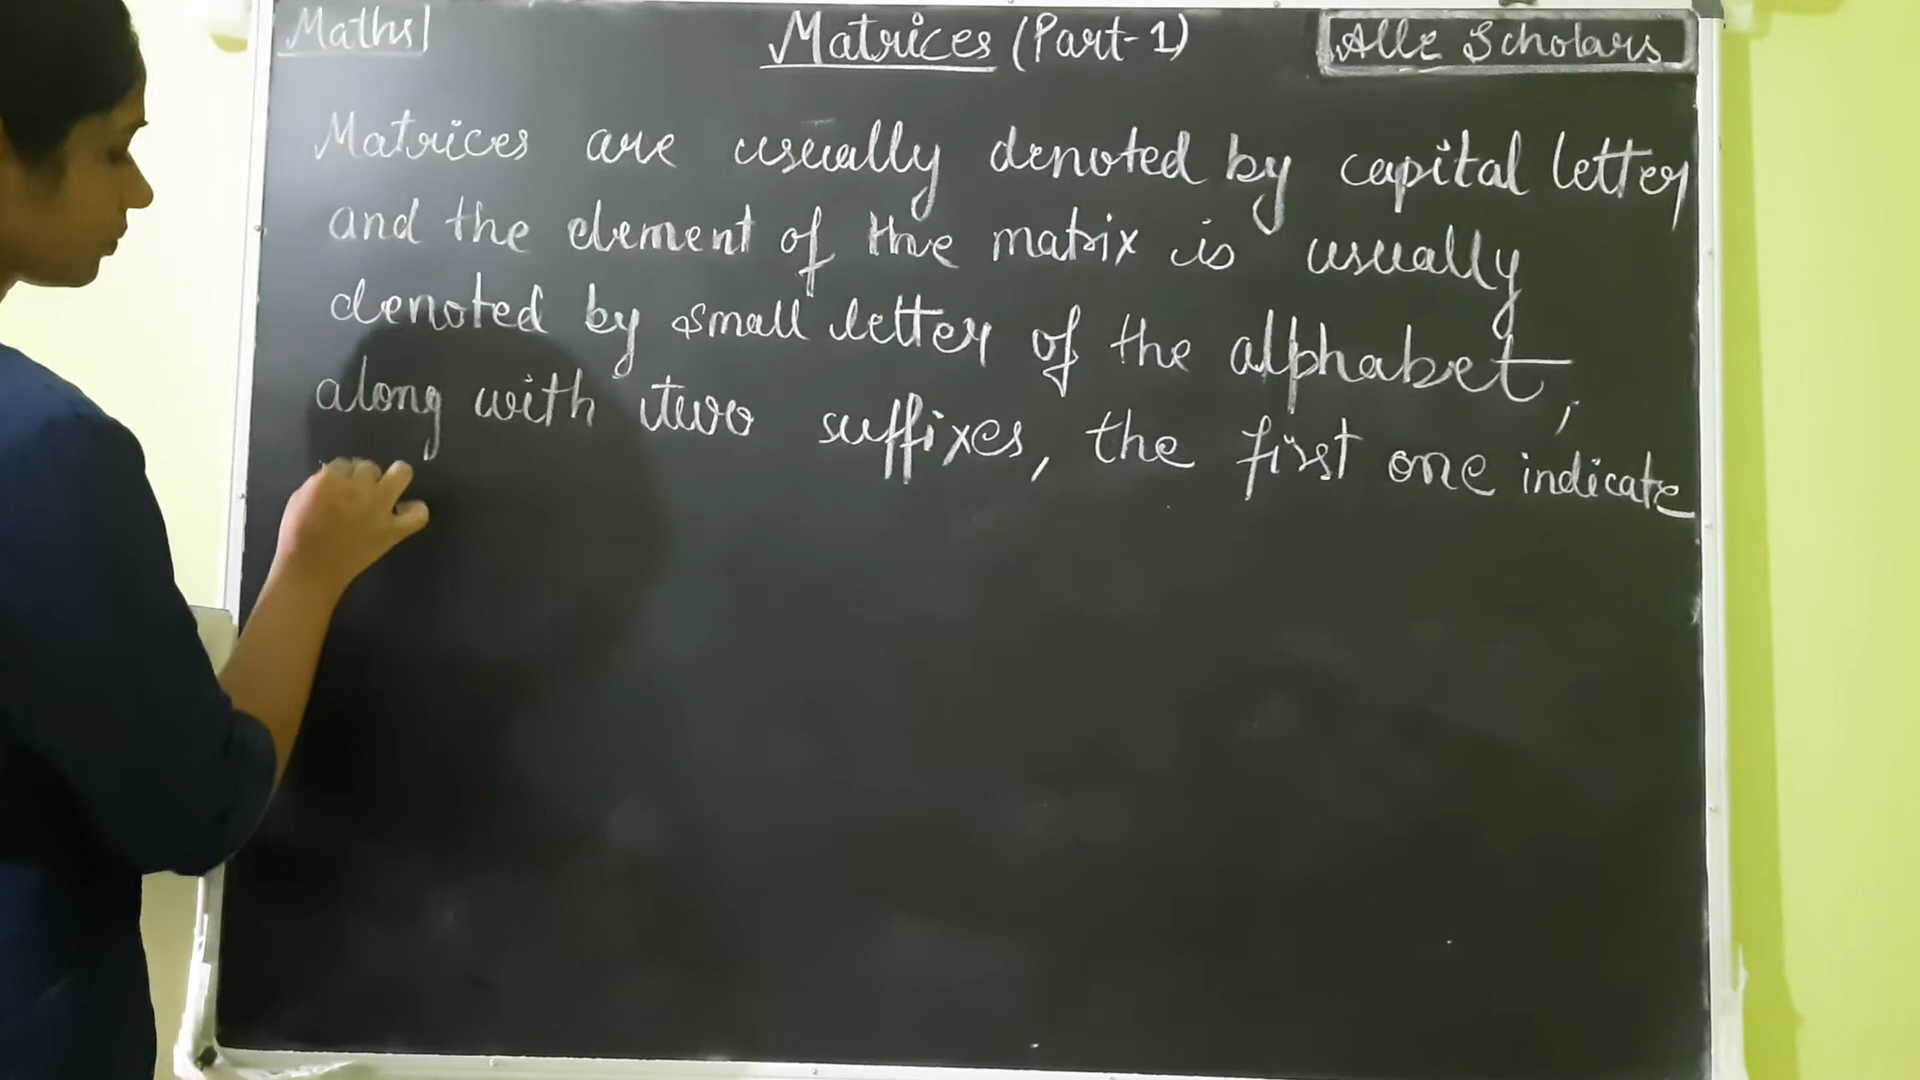 Maths
Matrices (Part-1)
Alle Scholars
Matrices are usually denoted by capital letter
and the element of the matrix is usually
denoted by small letter of the alphabet,
along with two suffixes, the first one indicate